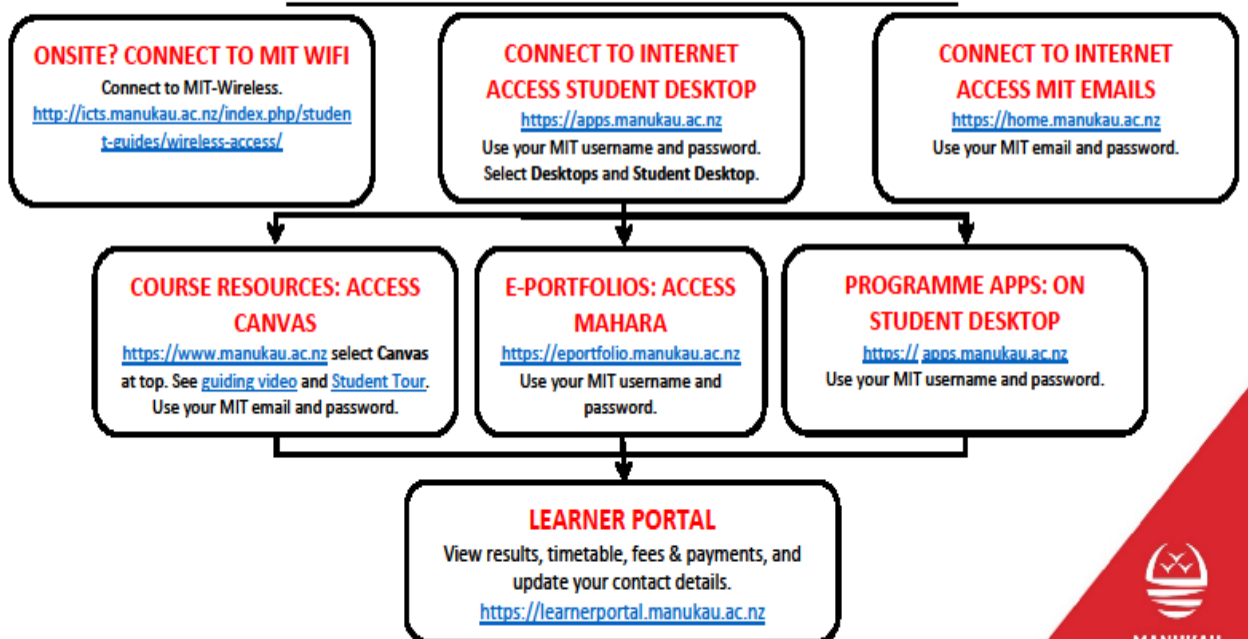 ONSITE? CONNECT TO MIT WIFI
Connect to MIT-Wireless.
http://icts.manukau.ac.nz/index.php/studen
t-guides/wireless-access/
CONNECT TO INTERNET
ACCESS STUDENT DESKTOP
https://apps.manukau.ac.nz
Use your MIT username and password.
Select Desktops and Student Desktop.
CONNECT TO INTERNET
ACCESS MIT EMAILS
https://home.manukau.ac.nz
Use your MIT email and password.
COURSE RESOURCES: ACCESS
CANVAS
https://www.manukau.ac.nz select Canvas
at top. See guiding video and Student Tour.
Use your MIT email and password.
E-PORTFOLIOS: ACCESS
MAHARA
https://eportfolio.manukau.ac.nz
Use your MIT username and
password.
PROGRAMME APPS: ON
STUDENT DESKTOP
https:// apps.manukau.ac.nz
Use your MIT username and password.
LEARNER PORTAL
View results, timetable, fees & payments, and
update your contact details.
https://learnerportal.manukau.ac.nz
MANUKAU